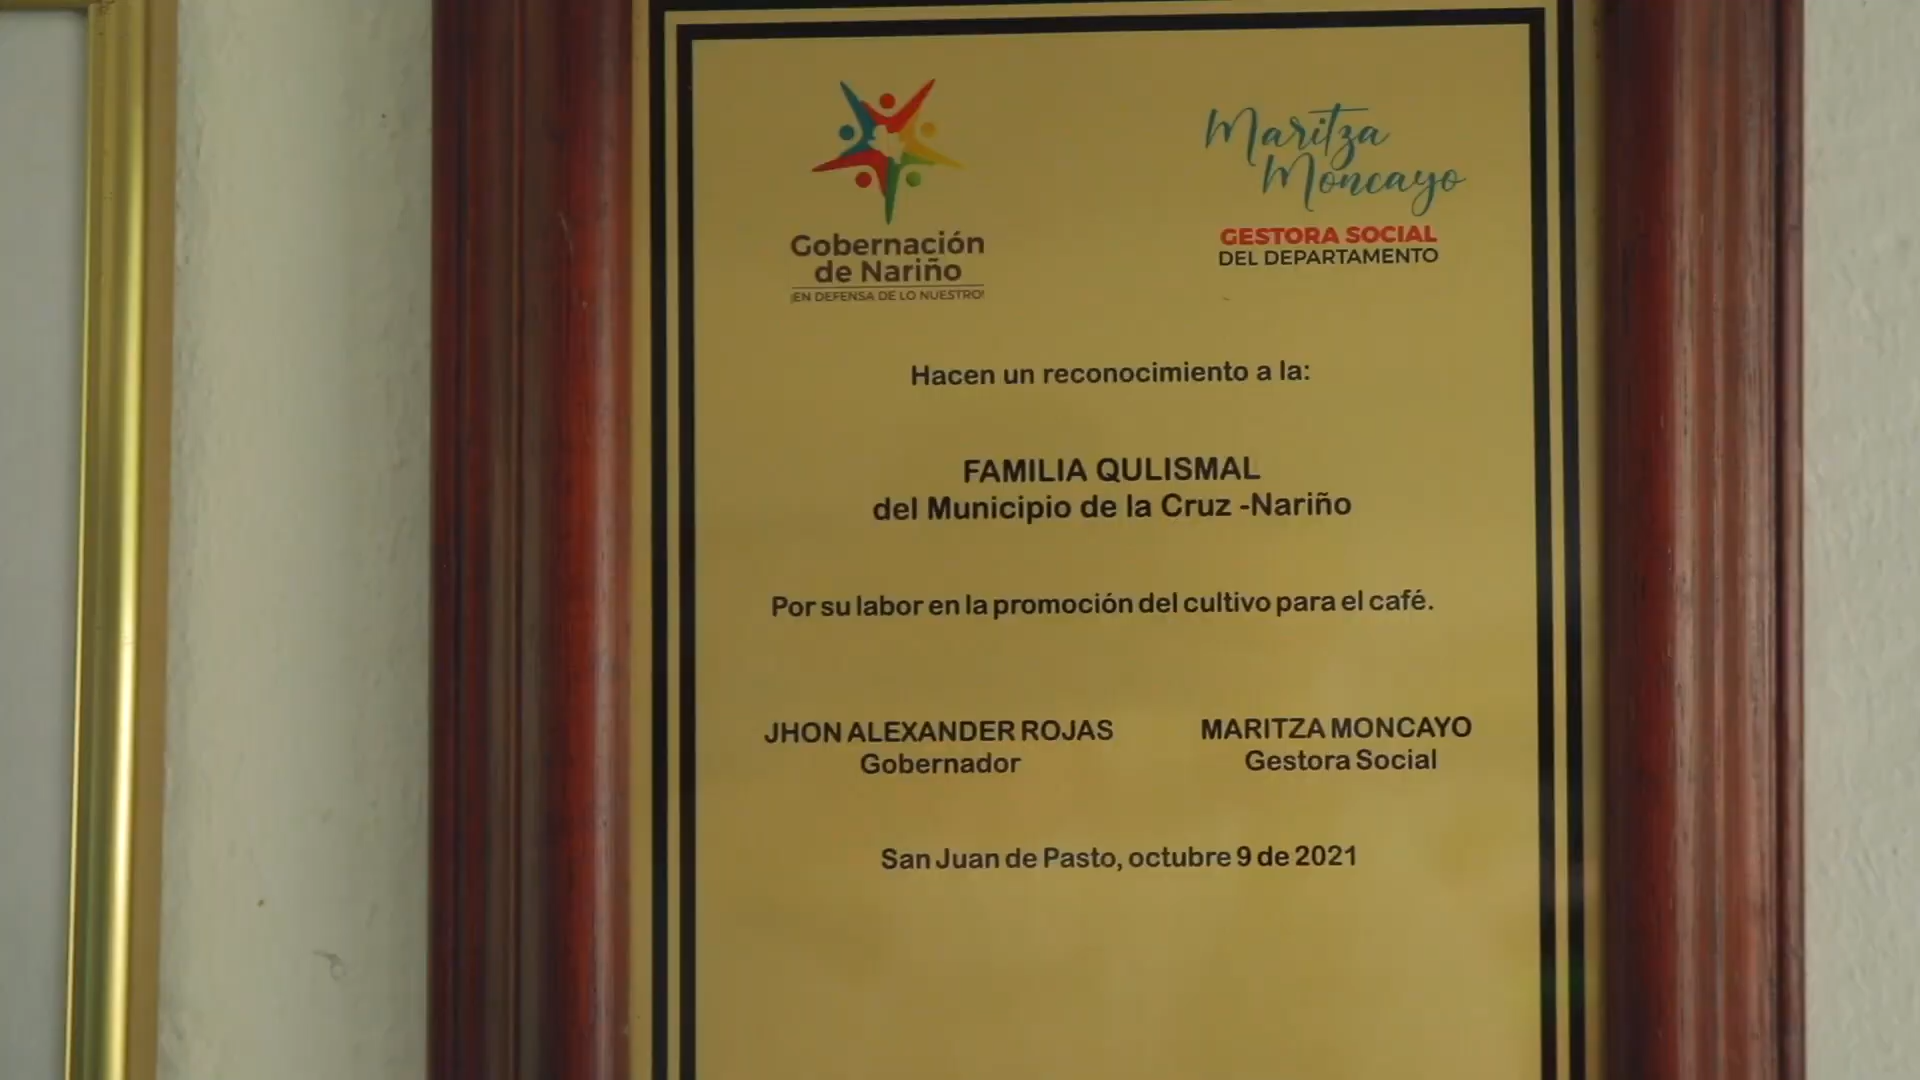 Gobernación
de Nariño
¡EN DEFENSA DE LO NUESTRO!
Maritza
Moncayo
GESTORA SOCIAL
DEL DEPARTAMENTO
Hacen un reconocimiento a la:
FAMILIA QULISMAL
del Municipio de la Cruz -Nariño
Por su labor en la promoción del cultivo para el café.
JHON ALEXANDER ROJAS
Gobernador
MARITZA MONCAYO
Gestora Social
San Juan de Pasto, octubre 9 de 2021